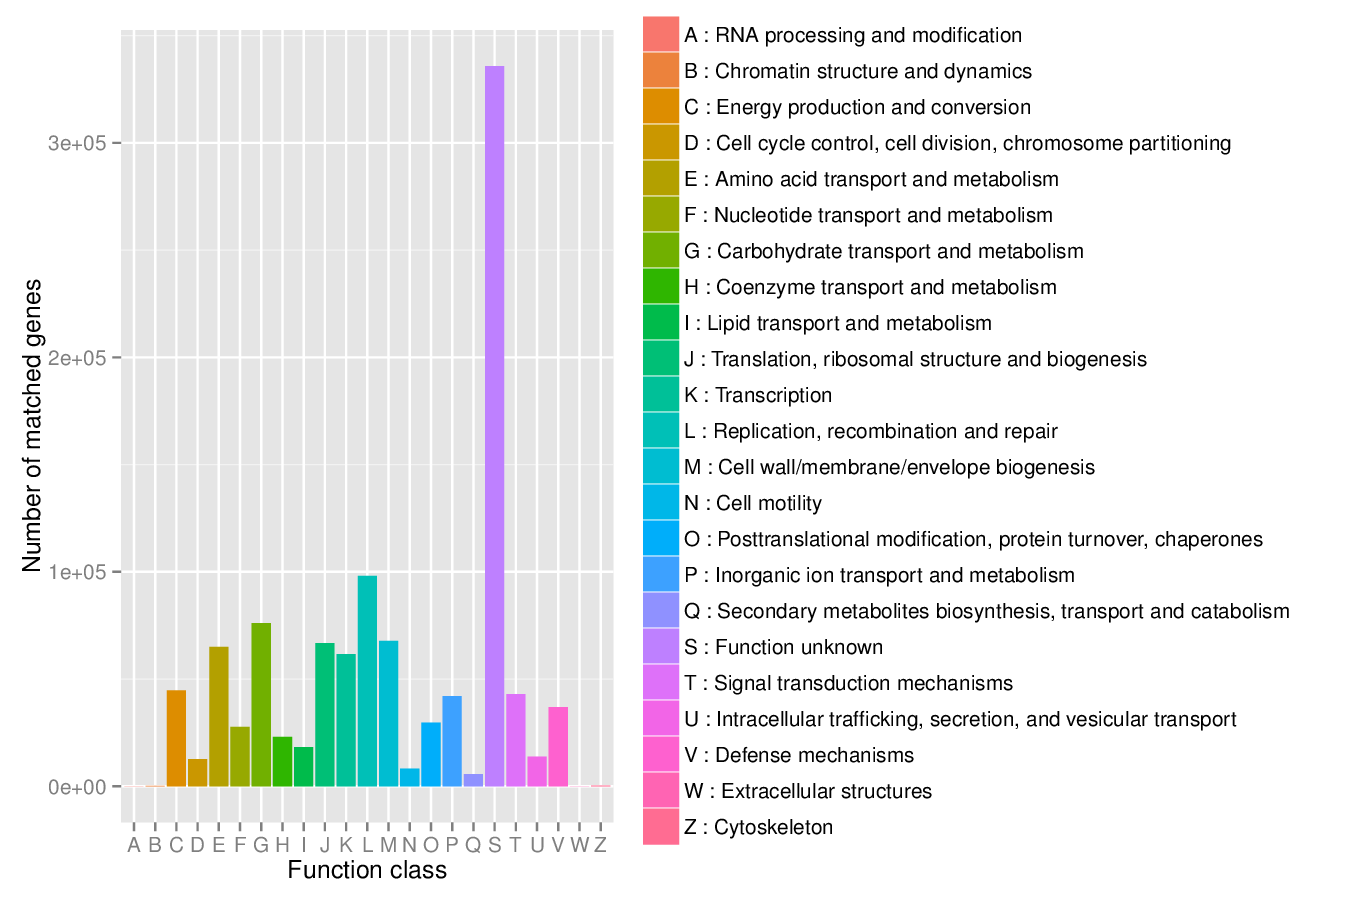 3e+05
2e+05
1e+05
0e+00
Number of matched genes
A B C D E F G H I J K L M N O P Q S T U V W Z
Function class
A : RNA processing and modification
B : Chromatin structure and dynamics
C : Energy production and conversion
D : Cell cycle control, cell division, chromosome partitioning
E : Amino acid transport and metabolism
F : Nucleotide transport and metabolism
G : Carbohydrate transport and metabolism
H : Coenzyme transport and metabolism
I : Lipid transport and metabolism
J : Translation, ribosomal structure and biogenesis
K : Transcription
L : Replication, recombination and repair
M : Cell wall/membrane/envelope biogenesis
N : Cell motility
O : Posttranslational modification, protein turnover, chaperones
P : Inorganic ion transport and metabolism
Q : Secondary metabolites biosynthesis, transport and catabolism
S : Function unknown
T : Signal transduction mechanisms
U : Intracellular trafficking, secretion, and vesicular transport
V : Defense mechanisms
W : Extracellular structures
Z : Cytoskeleton